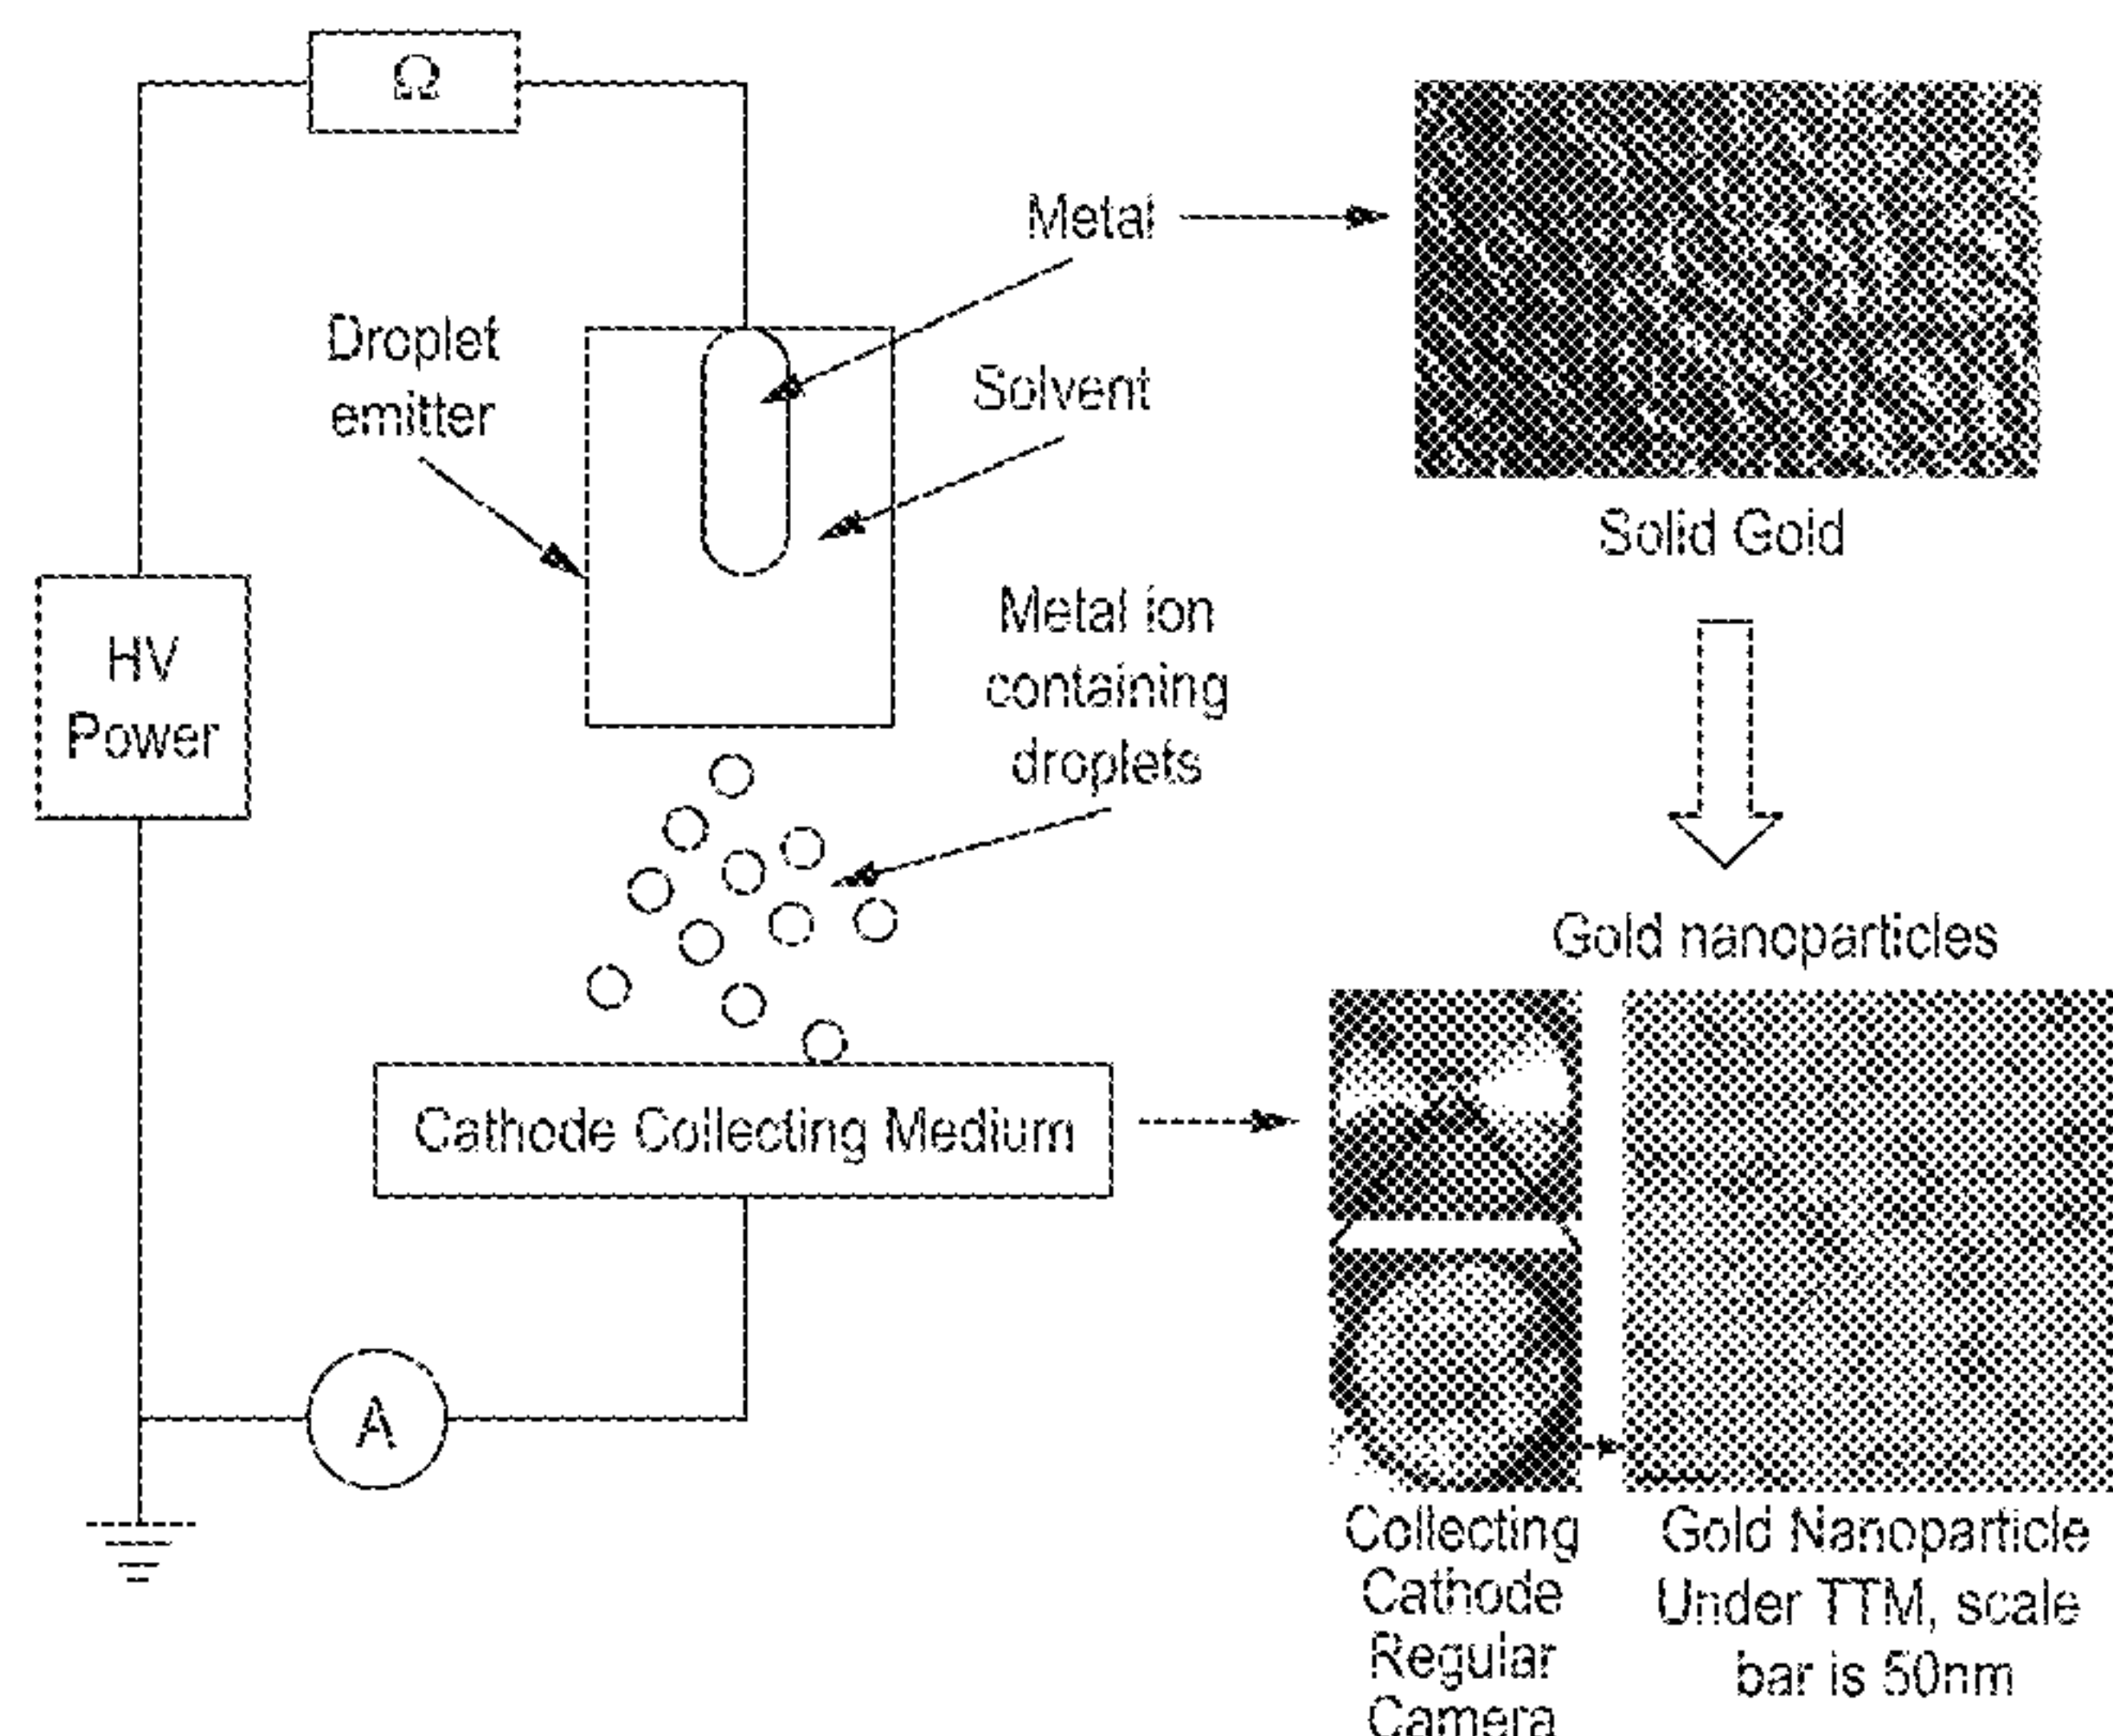 Ω
Metal
Droplet
emitter
Solvent
Solid Gold
HV
Power
Metal ion
containing
droplets
Gold nanoparticles
Cathode Collecting Medium
A
Collecting
Cathode
Regular
Camera
Gold Nanoparticle
Under TTM, scale
bar is 50nm